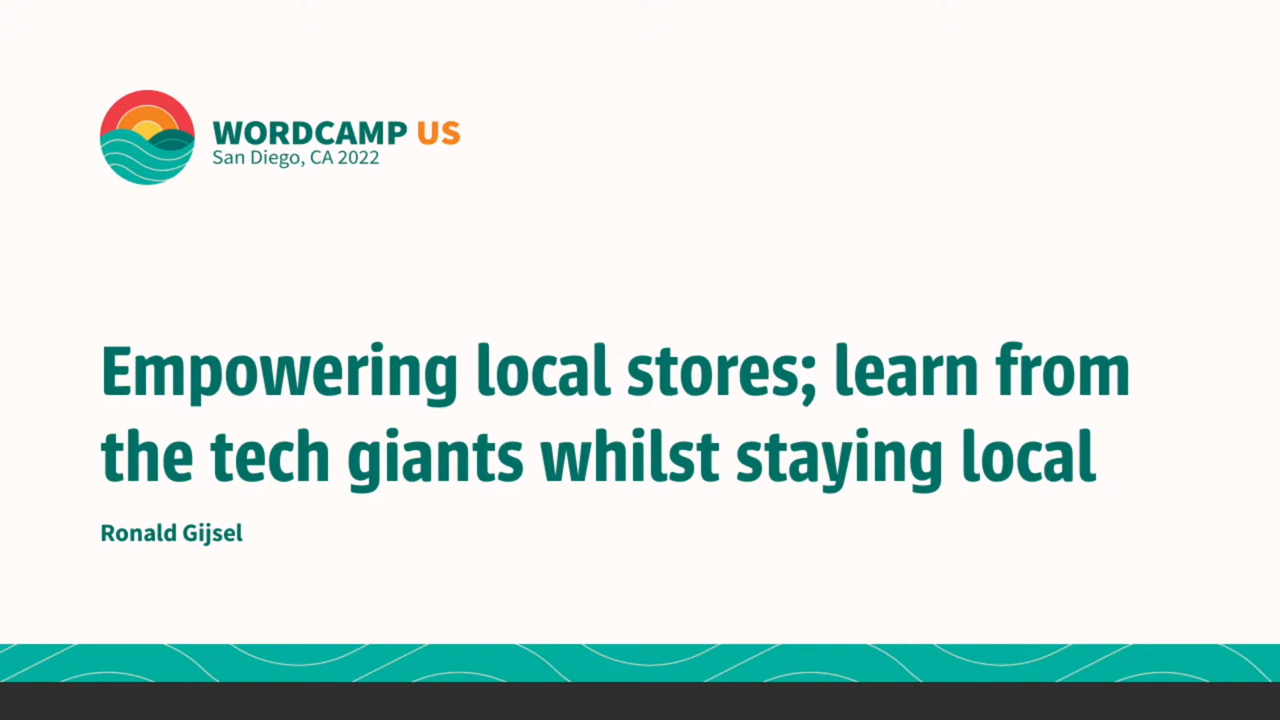 WORDCAMP US
San Diego, CA 2022
Empowering local stores; learn from
the tech giants whilst staying local
Ronald Gijsel